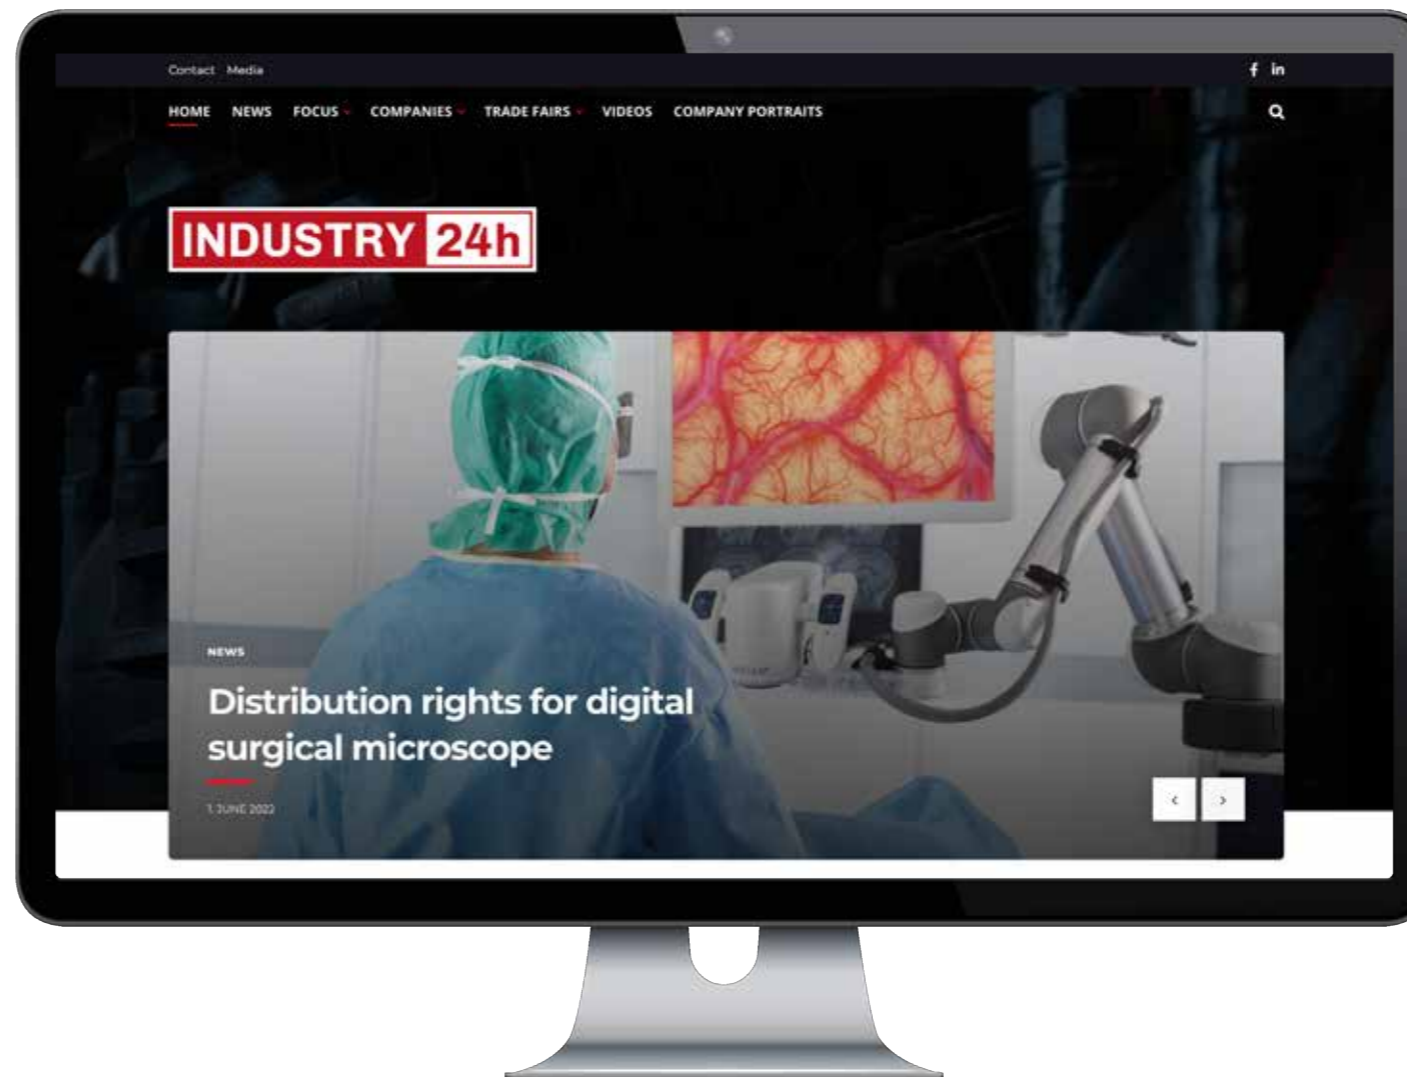 Contact Media
f in
HOME NEWS FOCUS COMPANIES TRADE FAIRS VIDEOS COMPANY PORTRAITS
INDUSTRY 24h
NEWS
Distribution rights for digital
surgical microscope
1. JUNE 2022